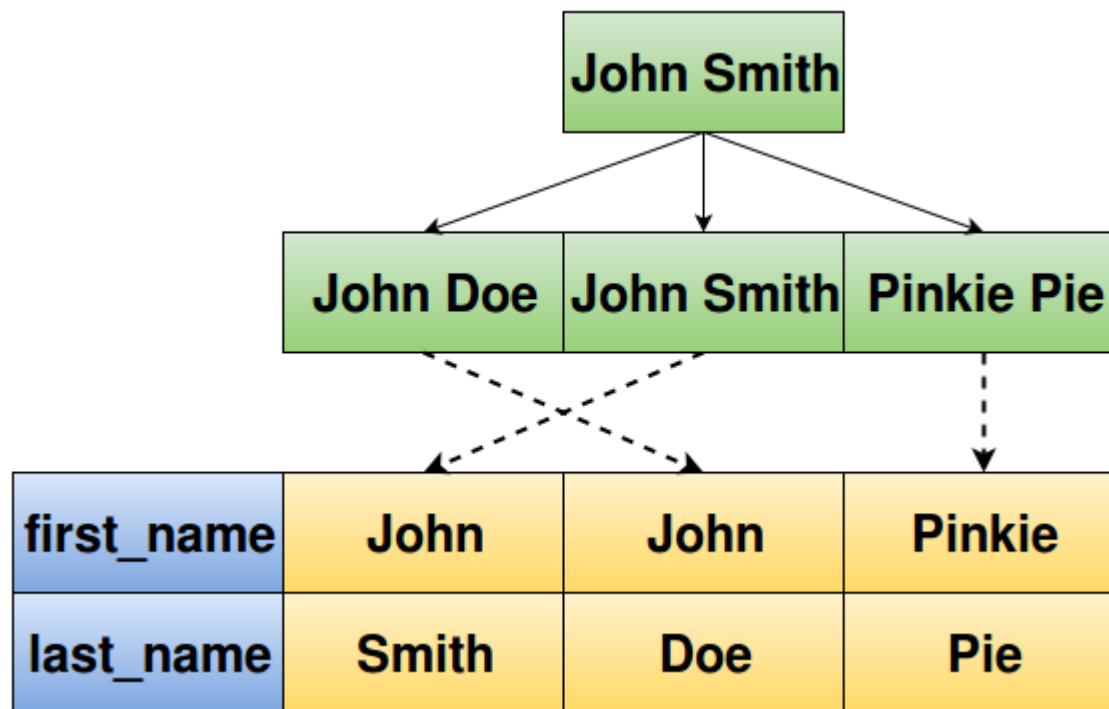 John Smith
John Doe John Smith Pinkie Pie
first_name John John Pinkie
last_name Smith Doe Pie